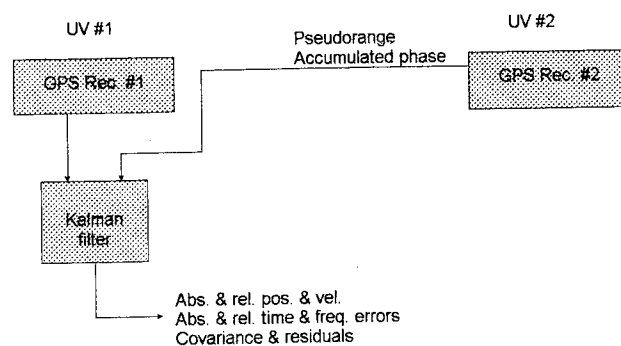 UV #1
UV #2
Pseudorange
Accumulated phase
GPS Rec. #1
GPS Rec. #2
Kalman
filter
Abs. & rel. pos. & vel.
Abs. & rel. time & freq. errors
Covariance & residuals